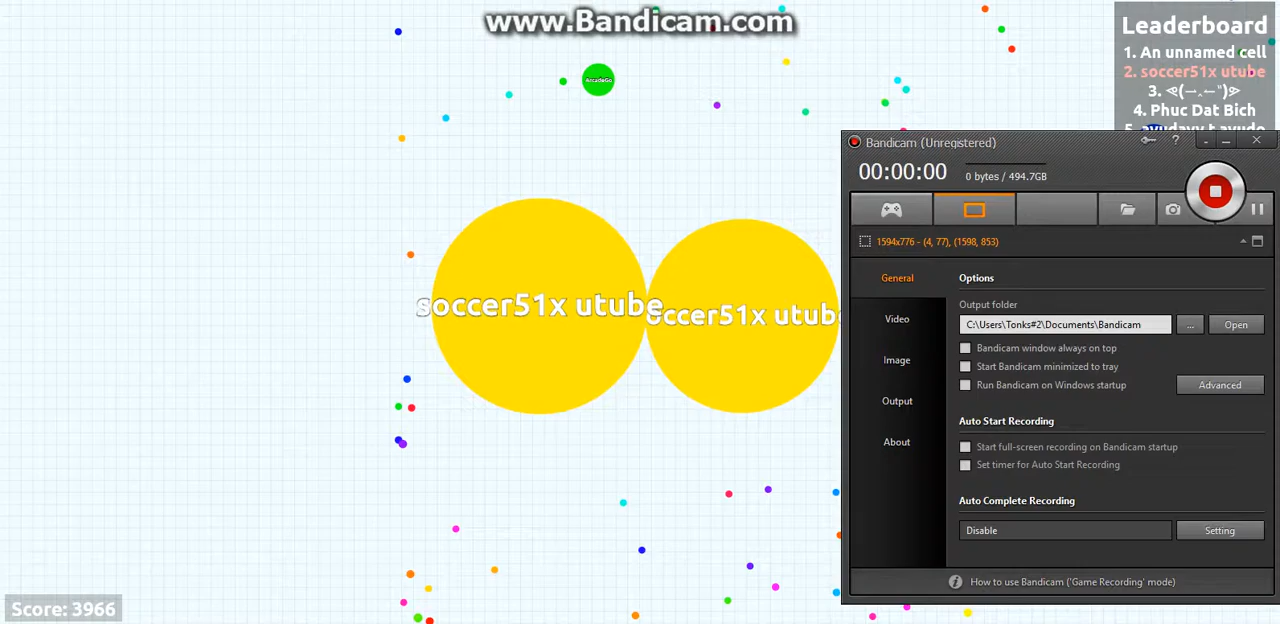 www.Bandicam.com
Leaderboard
1. An unnamed cell
2. soccer51x utube
4. Phuc Dat Bich
ArcadeGo
Bandicam (Unregistered)
?
00:00:00
0 bytes / 494.7GB
1594x776 - (4, 77), (1598, 853)
General
Video
Image
Output
About
Options
Output folder
C:\Users\Tonks#2\Documents\Bandicam
...
Open
Bandicam window always on top
Start Bandicam minimized to tray
Run Bandicam on Windows startup
Advanced
Auto Start Recording
Start full-screen recording on Bandicam startup
Set timer for Auto Start Recording
Auto Complete Recording
Disable
Setting
How to use Bandicam ('Game Recording' mode)
soccer51x utube
soccer51x utub
Score: 3966